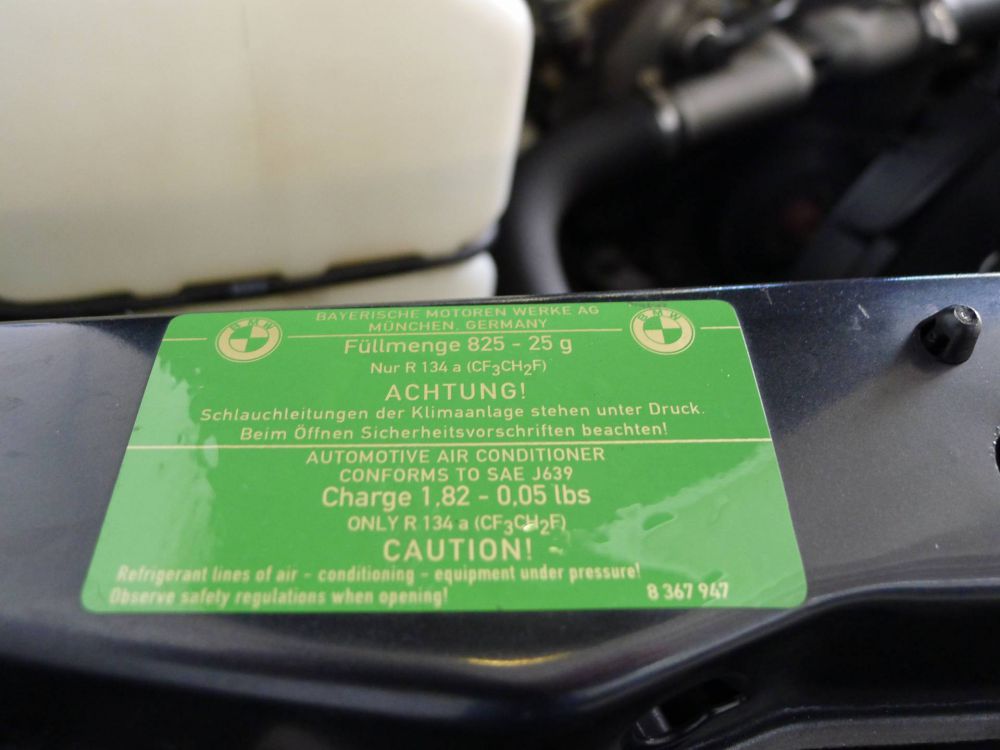 BAYERISCHE MOTOREN WERKE AG
MÜNCHEN, GERMANY
BMW
BMW
Füllmenge 825 - 25 g
Nur R 134 a (CF3CH2F)
ACHTUNG!
Schlauchleitungen der Klimaanlage stehen unter Druck.
Beim Öffnen Sicherheitsvorschriften beachten!
AUTOMOTIVE AIR CONDITIONER
CONFORMS TO SAE J639
Charge 1,82 - 0,05 lbs
ONLY R 134 a (CF3CH2F)
CAUTION!
Refrigerant lines of air - conditioning - equipment under pressure!
Observe safety regulations when opening!
8 367 947